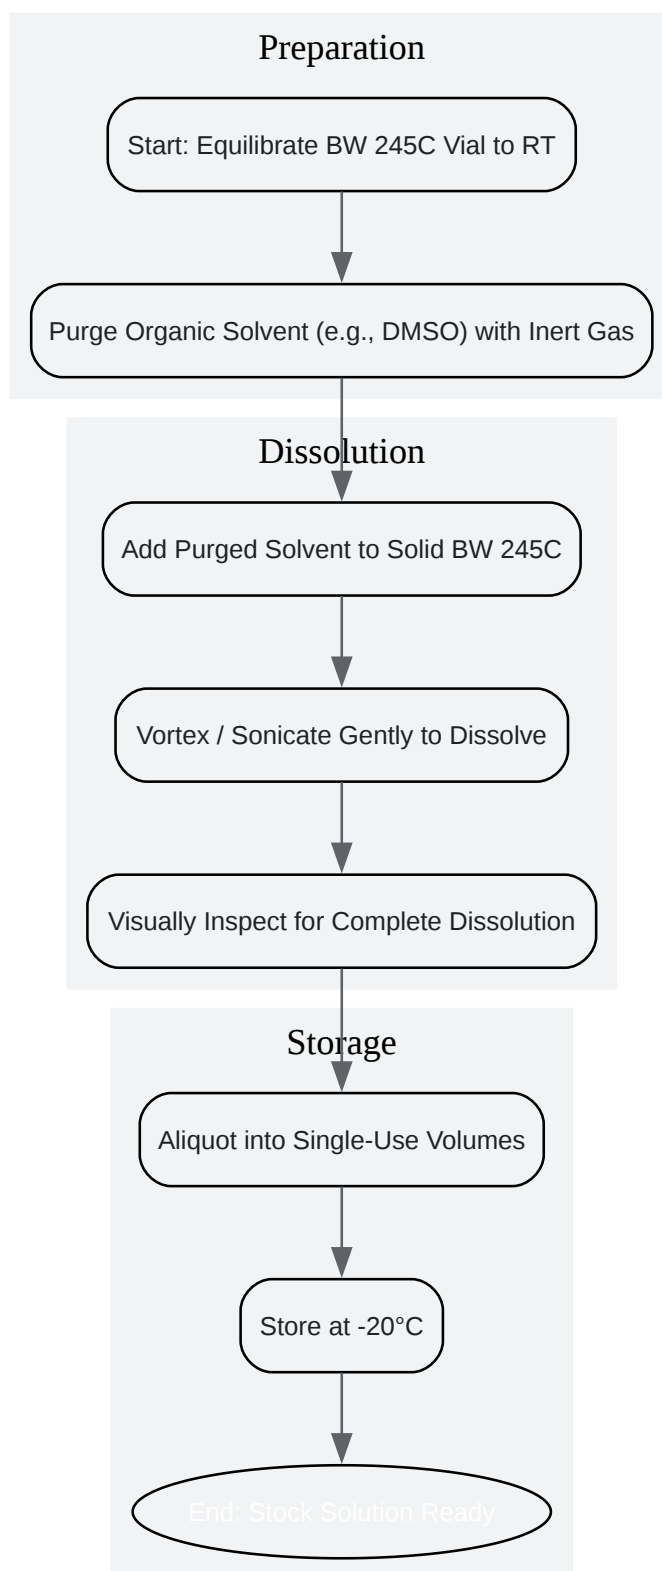 Preparation
Start: Equilibrate BW 245C Vial to RT
Purge Organic Solvent (e.g., DMSO) with Inert Gas
Dissolution
Add Purged Solvent to Solid BW 245C
Vortex / Sonicate Gently to Dissolve
Visually Inspect for Complete Dissolution
Storage
Aliquot into Single-Use Volumes
Store at -20°C
End: Stock Solution Ready